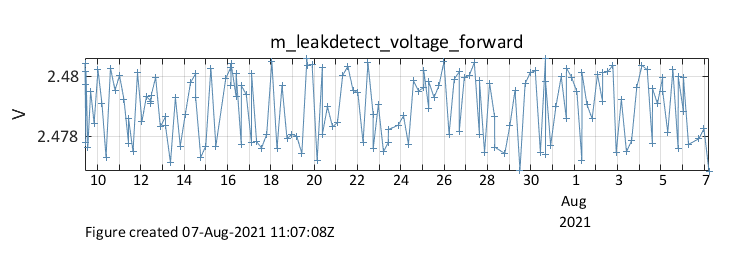 m_leakdetect_voltage_forward
2.48
2.478
V
10 12 14 16 18 20 22 24 26 28 30 1 3 5 7
Aug
2021
Figure created 07-Aug-2021 11:07:08Z